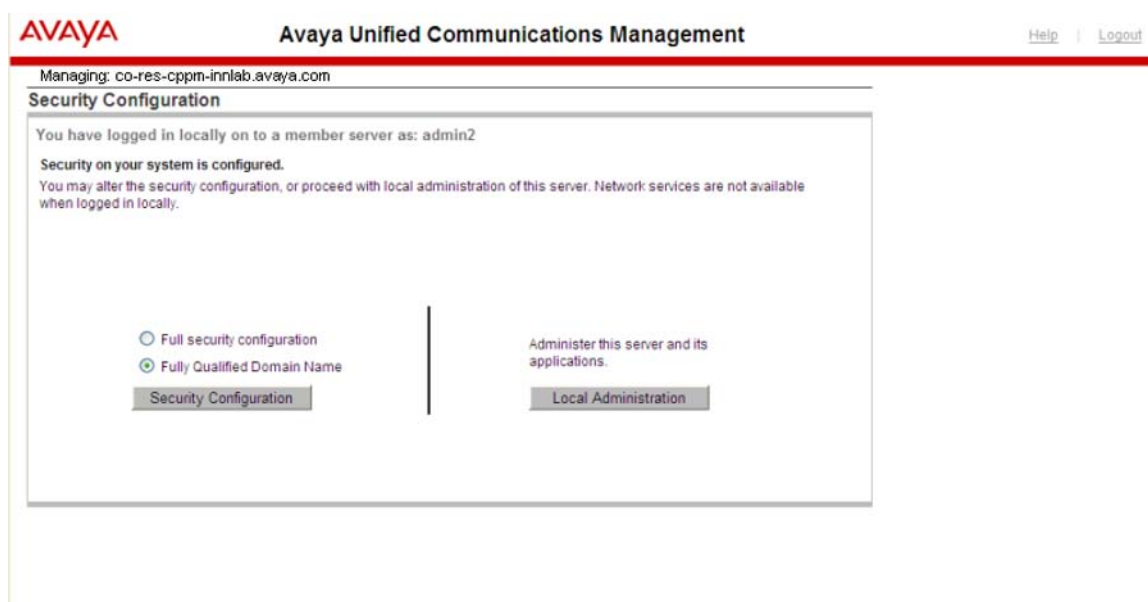 AVAYA
Avaya Unified Communications Management
Help | Logout
Managing: co-res-cppm-innlab.avaya.com
Security Configuration
You have logged in locally on to a member server as: admin2
Security on your system is configured.
You may alter the security configuration, or proceed with local administration of this server. Network services are not available
when logged in locally.
Full security configuration
Fully Qualified Domain Name
Security Configuration
Administer this server and its
applications.
Local Administration